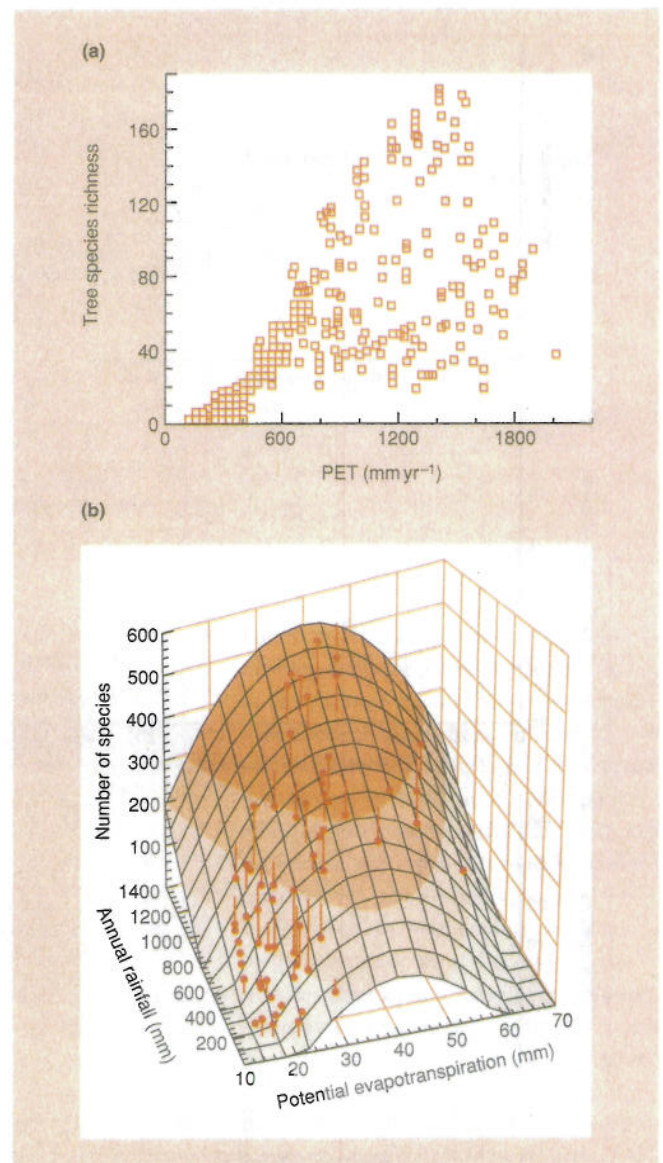 (a)
160
120
80
40
0
Tree species richness
0 600 1200 1800
PET (mm yr⁻¹)
(b)
600
500
400
300
200
100
Number of species
1400
1200
1000
800
600
400
200
Annual rainfall (mm)
10 20 30 40 50 60 70
Potential evapotranspiration (mm)